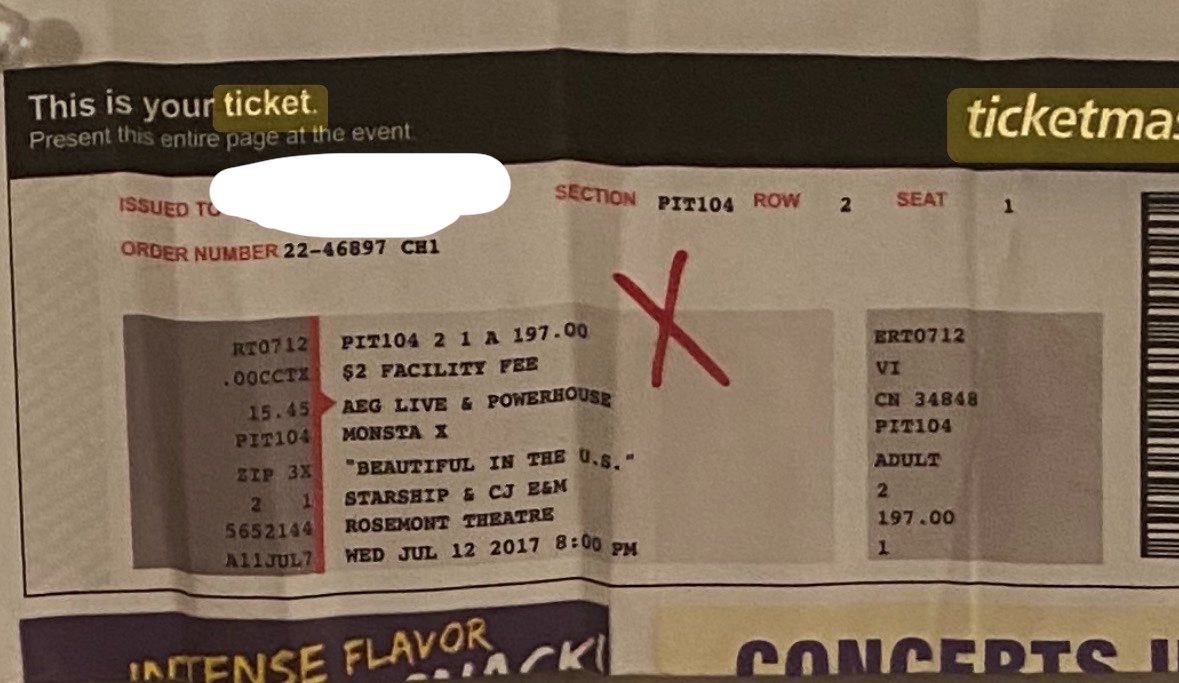 This is your ticket.
Present this entire page at the event.
ticketmas
ISSUED TO
SECTION PIT104 ROW 2 SEAT 1
ORDER NUMBER 22-46897 CH1
X
RT0712 PIT104 2 1 A 197.00 ERT0712
.00CCTX $2 FACILITY FEE VI
15.45 AEG LIVE & POWERHOUSE CN 34848
PIT104 MONSTA X PIT104
ZIP 3X "BEAUTIFUL IN THE U.S." ADULT
2 1 STARSHIP & CJ E&M 2
5652144 ROSEMONT THEATRE 197.00
A11JUL7 WED JUL 12 2017 8:00 PM 1
INTENSE FLAVOR
CONCERTS